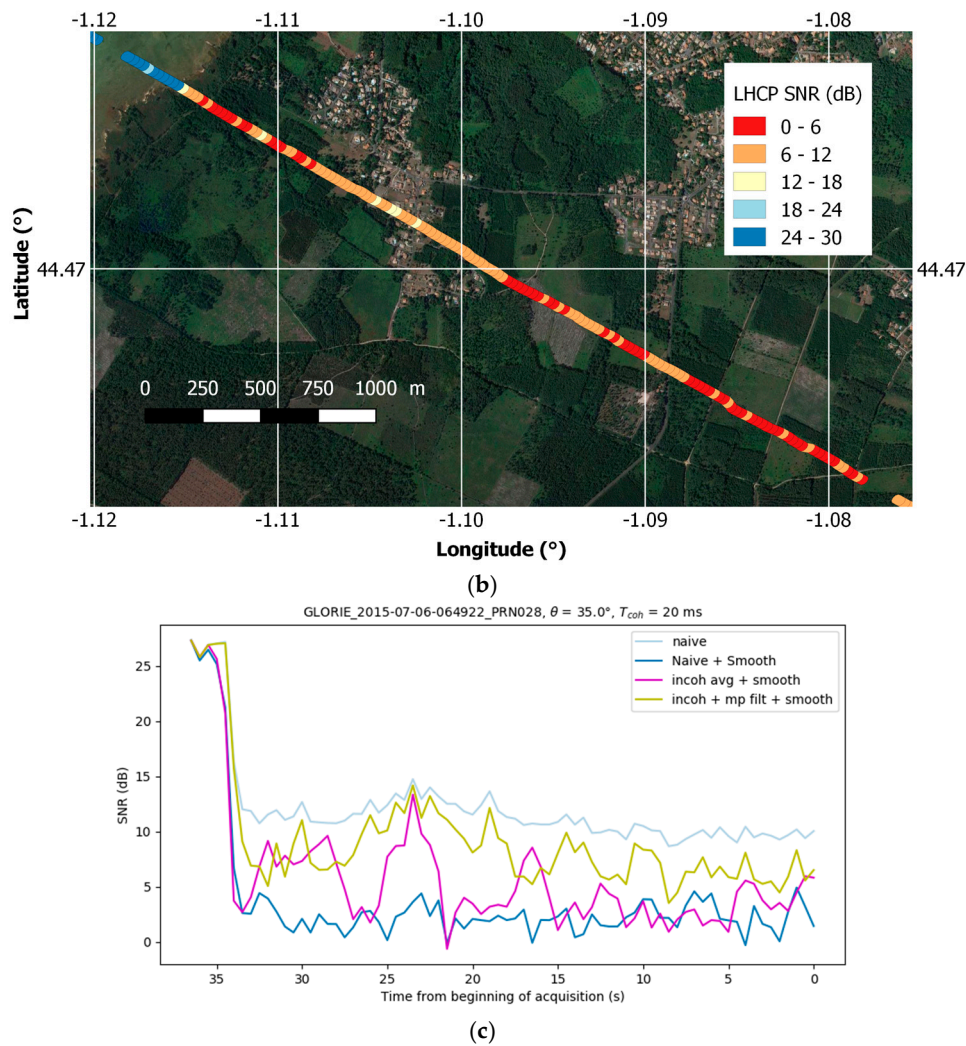 -1.12 -1.11 -1.10 -1.09 -1.08
LHCP SNR (dB)
0 - 6
6 - 12
12 - 18
18 - 24
24 - 30
Latitude (°)
44.47 44.47
0 250 500 750 1000 m
-1.12 -1.11 -1.10 -1.09 -1.08
Longitude (°)
(b)
GLORIE_2015-07-06-064922_PRN028, θ = 35.0°, Tcoh = 20 ms
naive
Naive + Smooth
incoh avg + smooth
incoh + mp filt + smooth
25
20
15
10
5
0
SNR (dB)
35 30 25 20 15 10 5 0
Time from beginning of acquisition (s)
(c)